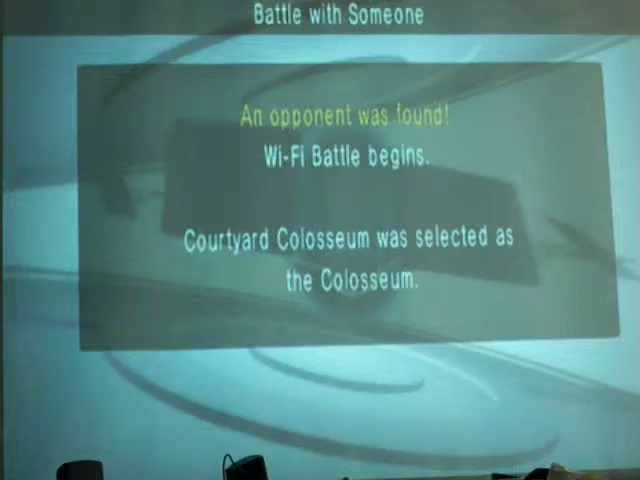 Battle with Someone
An opponent was found!
Wi-Fi Battle begins.
Courtyard Colosseum was selected as
the Colosseum.